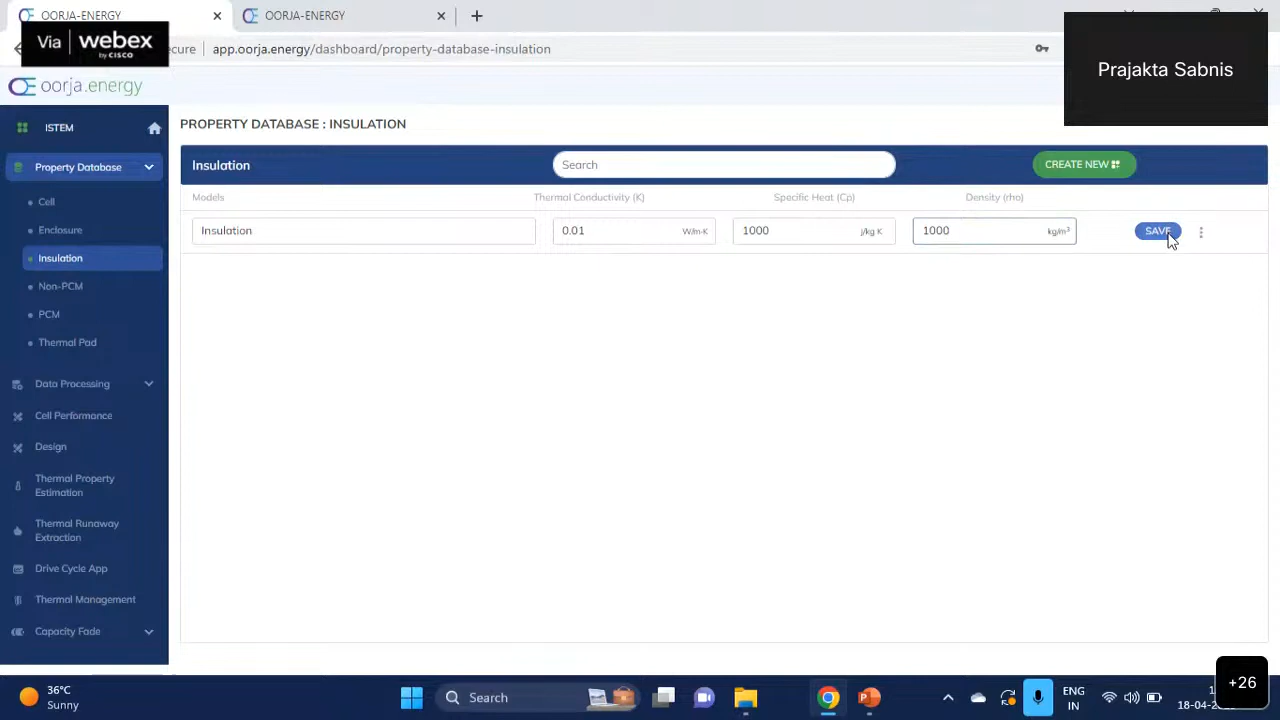 OORJA-ENERGY
OORJA-ENERGY
Via webex
by CISCO
app.oorja.energy/dashboard/property-database-insulation
Prajakta Sabnis
oorja.energy
ISTEM
PROPERTY DATABASE : INSULATION
Property Database
Insulation
Search
CREATE NEW
Models
Thermal Conductivity (K)
Specific Heat (Cp)
Density (rho)
Insulation
0.01
W/m·K
1000
j/kg K
1000
kg/m³
SAVE
Cell
Enclosure
Insulation
Non-PCM
PCM
Thermal Pad
Data Processing
Cell Performance
Design
Thermal Property
Estimation
Thermal Runaway
Extraction
Drive Cycle App
Thermal Management
Capacity Fade
36°C
Sunny
Search
ENG
IN
+26